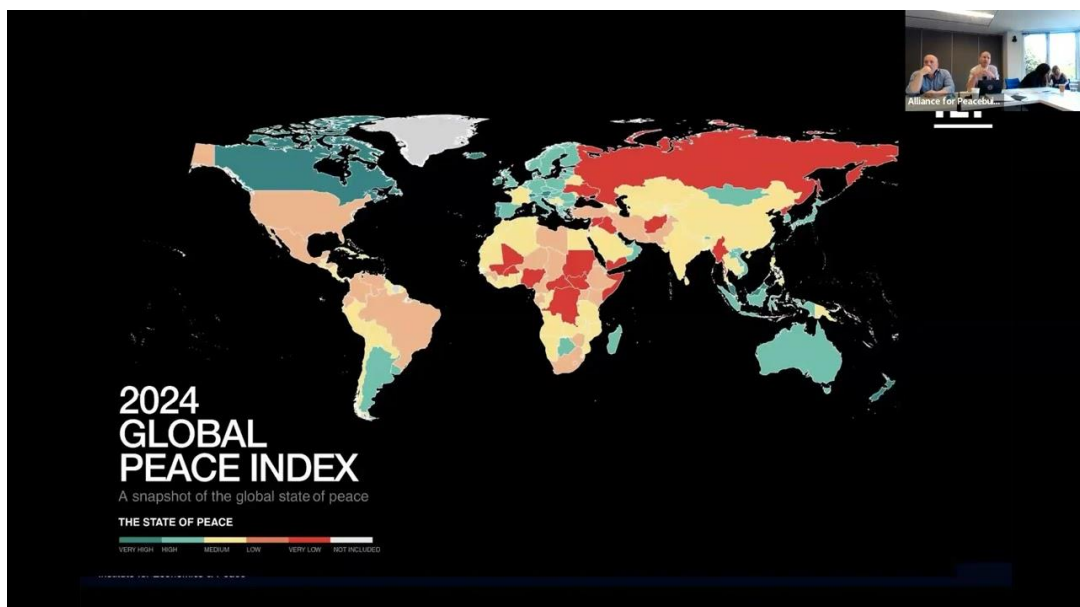 Alliance for Peacebui...
2024
GLOBAL
PEACE INDEX
A snapshot of the global state of peace
THE STATE OF PEACE
VERY HIGH HIGH MEDIUM LOW VERY LOW NOT INCLUDED